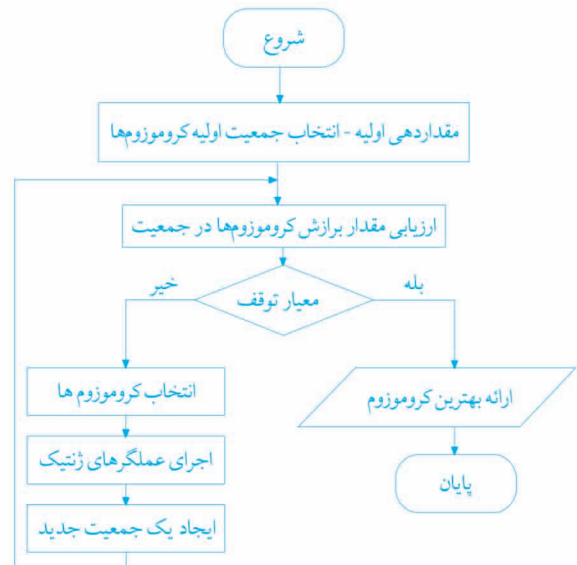 شروع
مقداردهی اولیه - انتخاب جمعیت اولیه کروموزوم‌ها
ارزیابی مقدار برازش کروموزوم‌ها در جمعیت
معیار توقف
بله
خیر
ارائه بهترین کروموزوم
پایان
انتخاب کروموزوم ها
اجرای عملگرهای ژنتیک
ایجاد یک جمعیت جدید